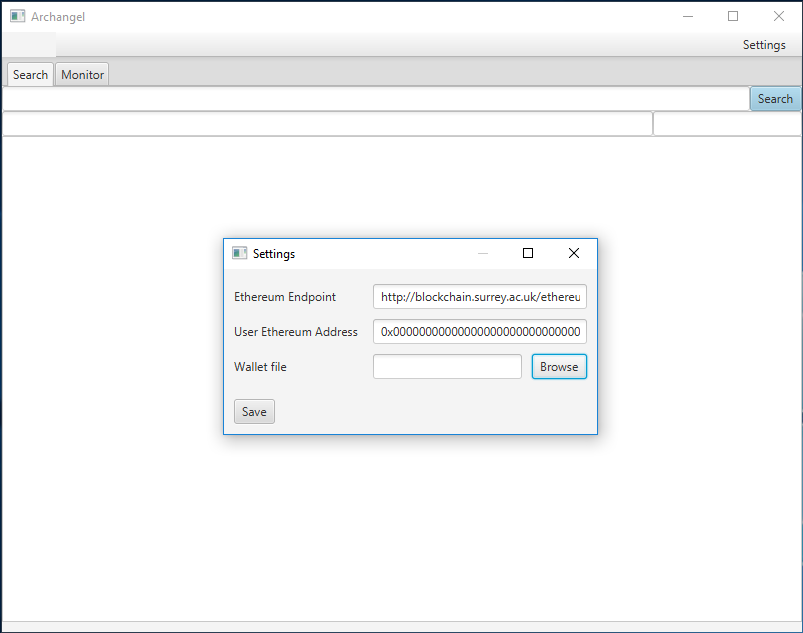 Archangel
Settings
Search Monitor
Search
Settings
Ethereum Endpoint http://blockchain.surrey.ac.uk/ethereu
User Ethereum Address 0x00000000000000000000000000000
Wallet file Browse
Save